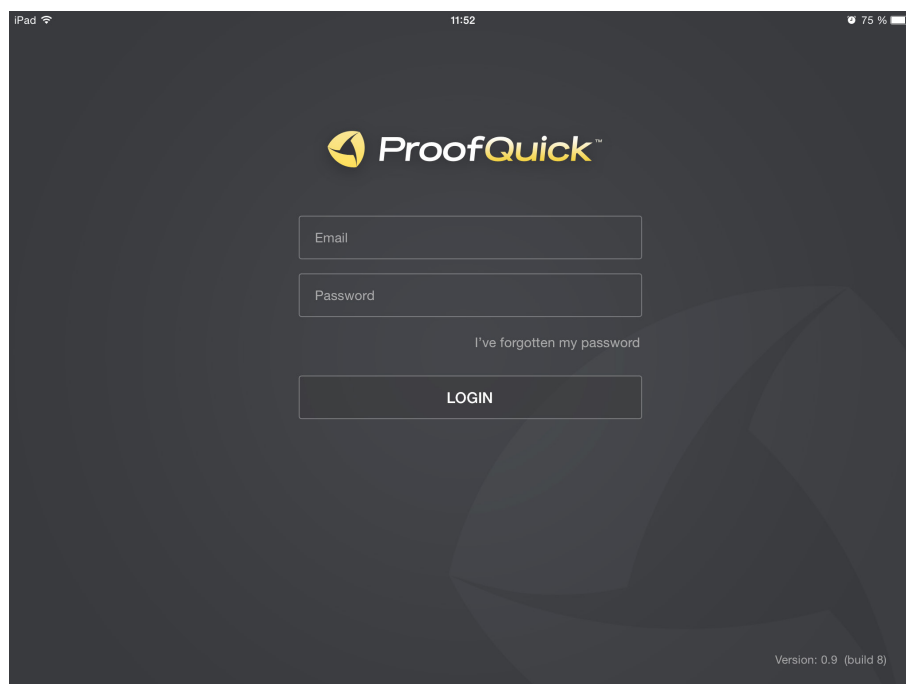 iPad 11:52 75 %
ProofQuick™
Email
Password
I've forgotten my password
LOGIN
Version: 0.9 (build 8)